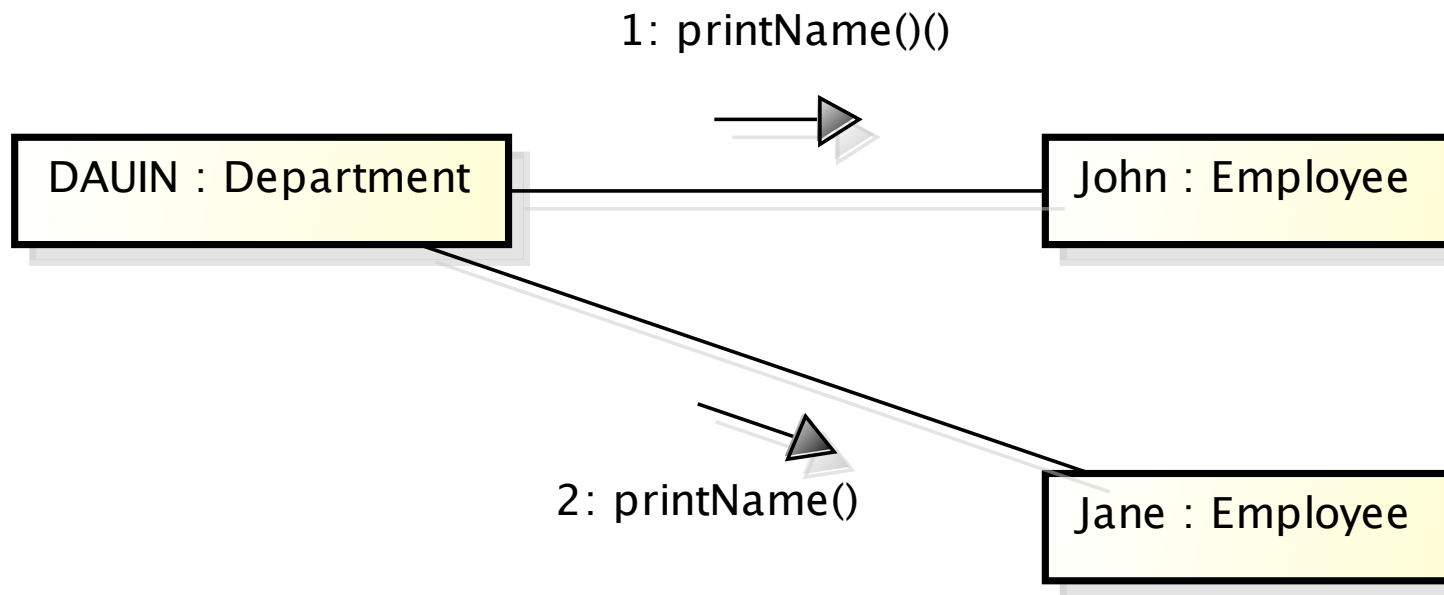 1: printName()()
DAUIN : Department
John : Employee
2: printName()
Jane : Employee